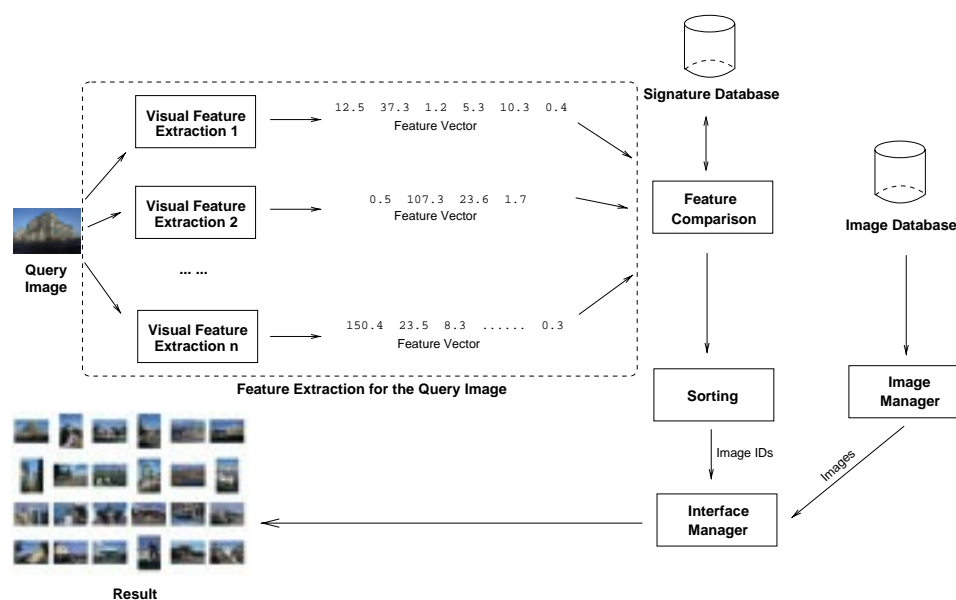 Signature Database
Visual Feature
Extraction 1
12.5 37.3 1.2 5.3 10.3 0.4
Feature Vector
Visual Feature
Extraction 2
0.5 107.3 23.6 1.7
Feature Vector
Feature
Comparison
Image Database
Query
Image
... ...
Visual Feature
Extraction n
150.4 23.5 8.3 ...... 0.3
Feature Vector
Feature Extraction for the Query Image
Sorting
Image
Manager
Image IDs
Images
Interface
Manager
Result